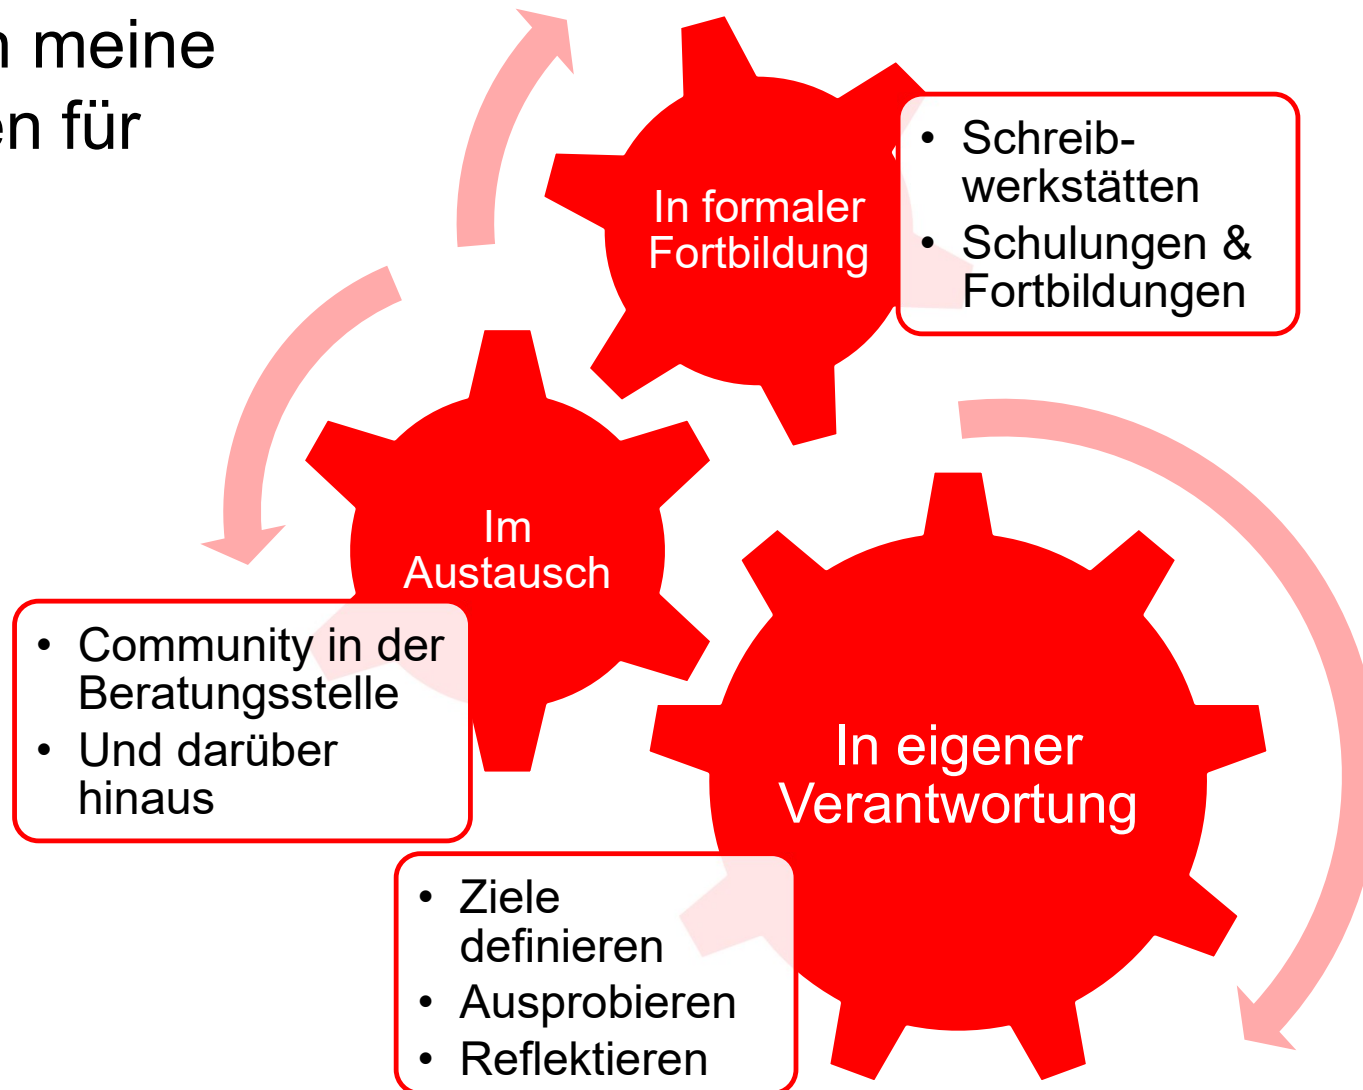 meine
für
In formaler
Fortbildung
• Schreib-
werkstätten
• Schulungen &
Fortbildungen
Im
Austausch
• Community in der
Beratungsstelle
• Und darüber
hinaus
In eigener
Verantwortung
• Ziele
definieren
• Ausprobieren
• Reflektieren